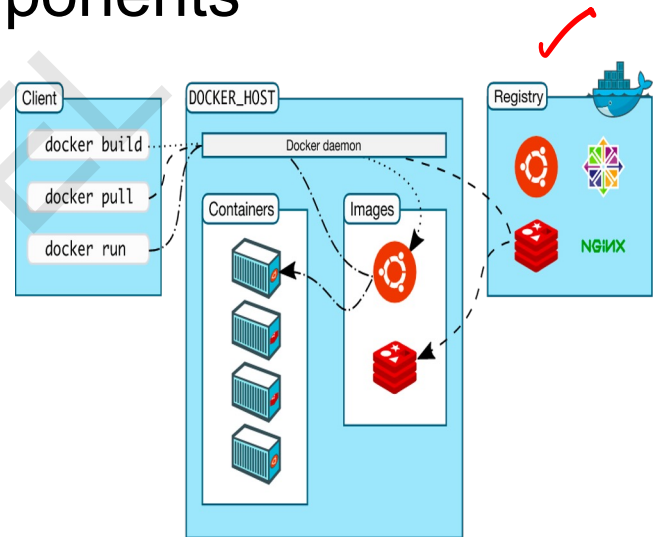 ponents
Client
docker build
docker pull
docker run
DOCKER_HOST
Docker daemon
Containers
Images
Registry
NGINX